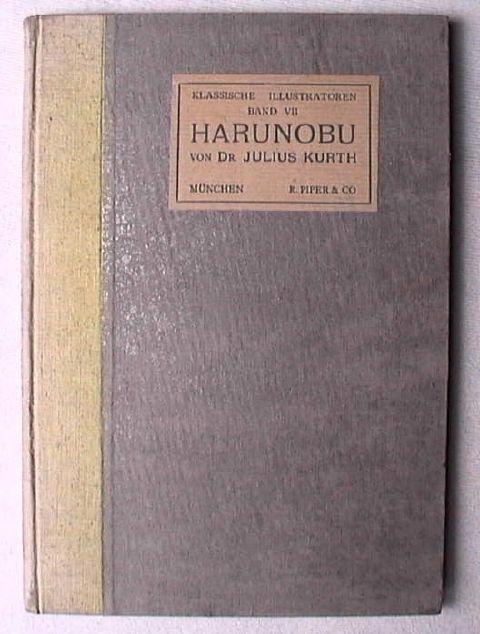 KLASSISCHE ILLUSTRATOREN
BAND VII
HARUNOBU
VON DR JULIUS KURTH
MÜNCHEN R. PIPER & CO